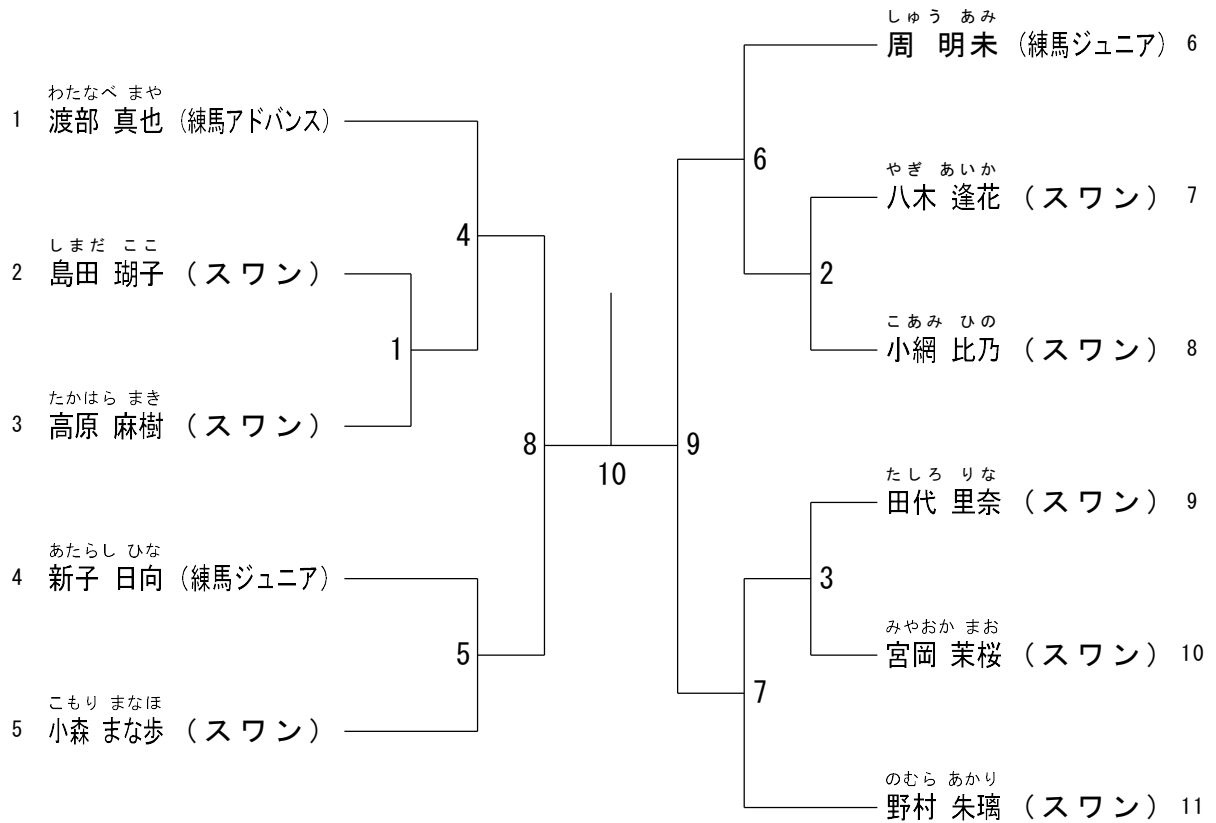 わたなべ まや
1 渡部 真也 (練馬アドバンス)
しまだ ここ
2 島田 瑚子 (スワン)
たかはら まき
3 高原 麻樹 (スワン)
あたらし ひな
4 新子 日向 (練馬ジュニア)
こもり まなほ
5 小森 まな歩 (スワン)
4
1
5
8
10
9
6
2
3
7
しゅう あみ
周 明未 (練馬ジュニア) 6
やぎ あいか
八木 逢花 (スワン) 7
こあみ ひの
小網 比乃 (スワン) 8
たしろ りな
田代 里奈 (スワン) 9
みやおか まお
宮岡 茉桜 (スワン) 10
のむら あかり
野村 朱璃 (スワン) 11